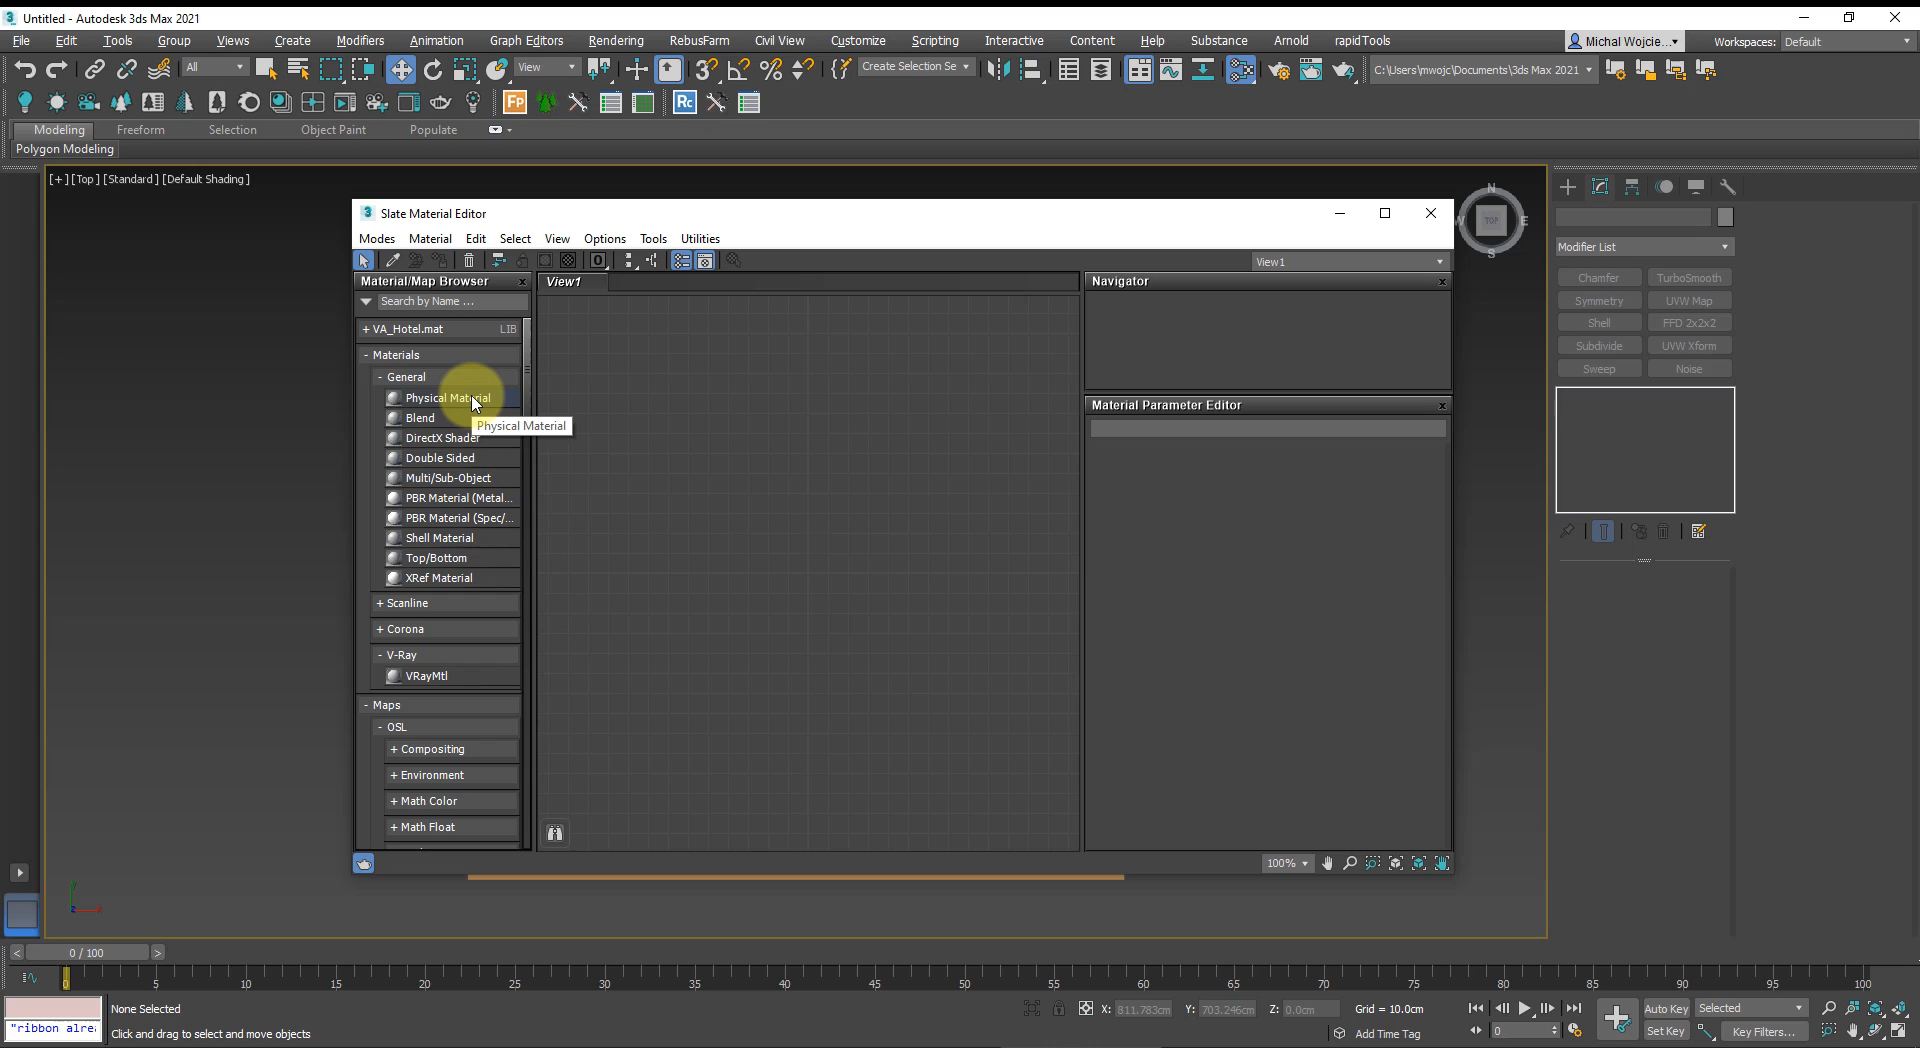 Untitled - Autodesk 3ds Max 2021
File Edit Tools Group Views Create Modifiers Animation Graph Editors Rendering RebusFarm Civil View Customize Scripting Interactive Content Help Substance Arnold rapidTools Michal Wojcie... Workspaces: Default
All View Create Selection Se C:\Users\mwojc\Documents\3ds Max 2021
Fp Rc
Modeling Freeform Selection Object Paint Populate
Polygon Modeling
[+] [Top] [Standard] [Default Shading]
N
W TOP E
S
Slate Material Editor
Modes Material Edit Select View Options Tools Utilities
0 View1
Material/Map Browser x View1 Navigator x
Search by Name ...
+ VA_Hotel.mat LIB
- Materials
- General
Physical Material
Blend
Physical Material
DirectX Shader
Double Sided
Multi/Sub-Object
PBR Material (Metal...
PBR Material (Spec/...
Shell Material
Top/Bottom
XRef Material
+ Scanline
+ Corona
- V-Ray
VRayMtl
- Maps
- OSL
+ Compositing
+ Environment
+ Math Color
+ Math Float
Material Parameter Editor x
100%
Modifier List
Chamfer TurboSmooth
Symmetry UVW Map
Shell FFD 2x2x2
Subdivide UVW Xform
Sweep Noise
< 0 / 100 >
0 5 10 15 20 25 30 35 40 45 50 55 60 65 70 75 80 85 90 95 100
None Selected X: 811.783cm Y: 703.246cm Z: 0.0cm Grid = 10.0cm Auto Key Selected
"ribbon alrea Click and drag to select and move objects Add Time Tag 0 Set Key Key Filters...